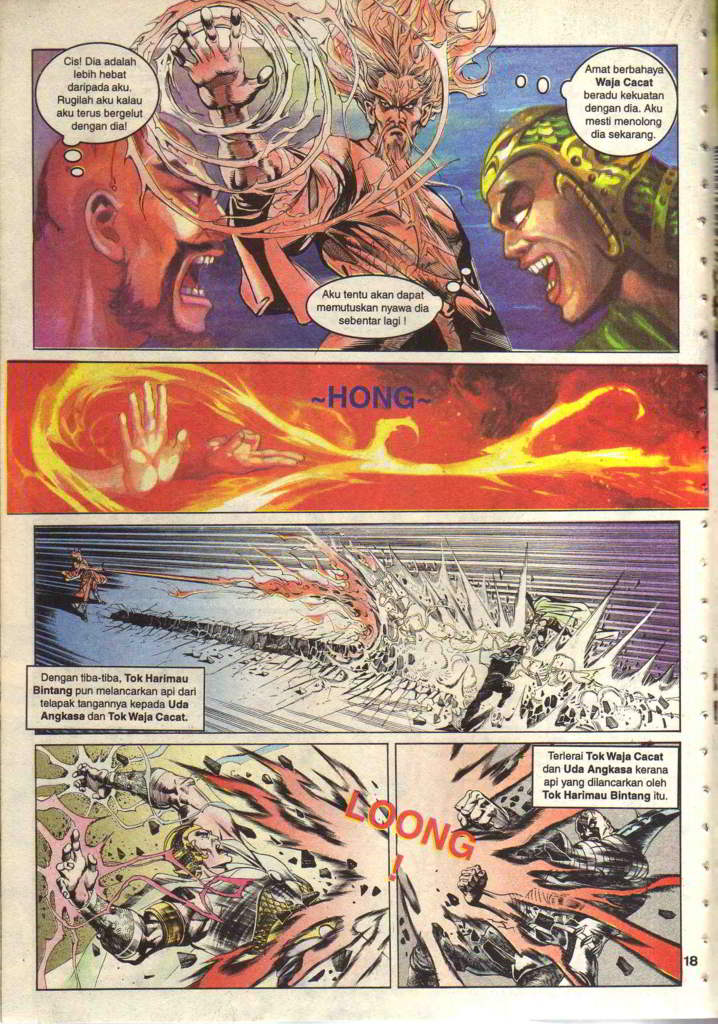 Cis! Dia adalah
lebih hebat
daripada aku.
Rugilah aku kalau
aku terus bergelut
dengan dia!
Amat berbahaya
Waja Cacat
beradu kekuatan
dengan dia. Aku
mesti menolong
dia sekarang.
Aku tentu akan dapat
memutuskan nyawa dia
sebentar lagi !
~HONG~
Dengan tiba-tiba, Tok Harimau
Bintang pun melancarkan api dari
telapak tangannya kepada Uda
Angkasa dan Tok Waja Cacat.
Terlerai Tok Waja Cacat
dan Uda Angkasa kerana
api yang dilancarkan oleh
Tok Harimau Bintang itu.
LOONG
!
18